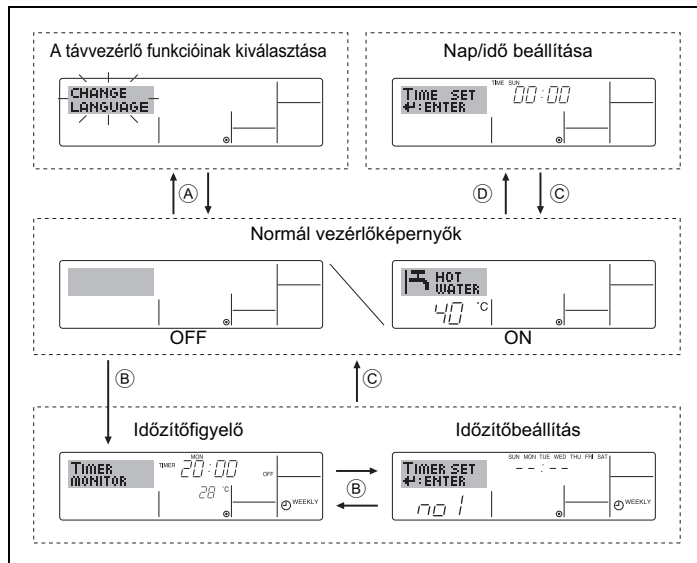 A távvezérlő funkcióinak kiválasztása
CHANGE
LANGUAGE
Nap/idő beállítása
TIME SUN
TIME SET 00:00
↵:ENTER
Ⓐ
Ⓓ Ⓒ
Normál vezérlőképernyők
OFF
HOT
WATER
40 °C
ON
Ⓑ
Ⓒ
Időzítőfigyelő
MON
TIMER 20:00 OFF
TIMER
MONITOR
28 °C
WEEKLY
Ⓑ
Időzítőbeállítás
SUN MON TUE WED THU FRI SAT
--:--
TIMER SET
↵:ENTER
no 1
WEEKLY